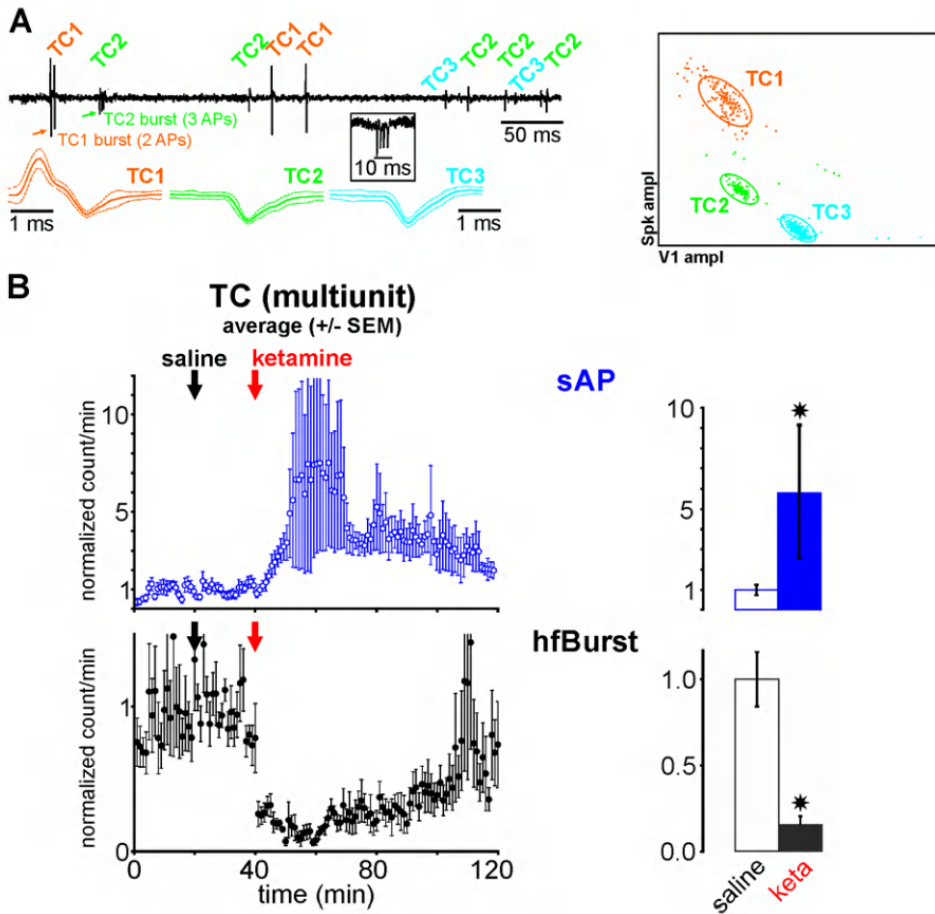 A
TC1
TC2
TC2
TC1
TC1
TC3
TC2
TC2
TC3
TC2
TC2 burst (3 APs)
TC1 burst (2 APs)
10 ms
50 ms
TC1
TC2
TC3
1 ms
1 ms
TC1
TC2
TC3
Spk ampl
V1 ampl
B
TC (multiunit)
average (+/- SEM)
saline
ketamine
sAP
normalized count/min
10
5
1
10
5
1
hfBurst
normalized count/min
1
0
0
40
80
120
time (min)
1.0
0.5
0.0
saline
keta